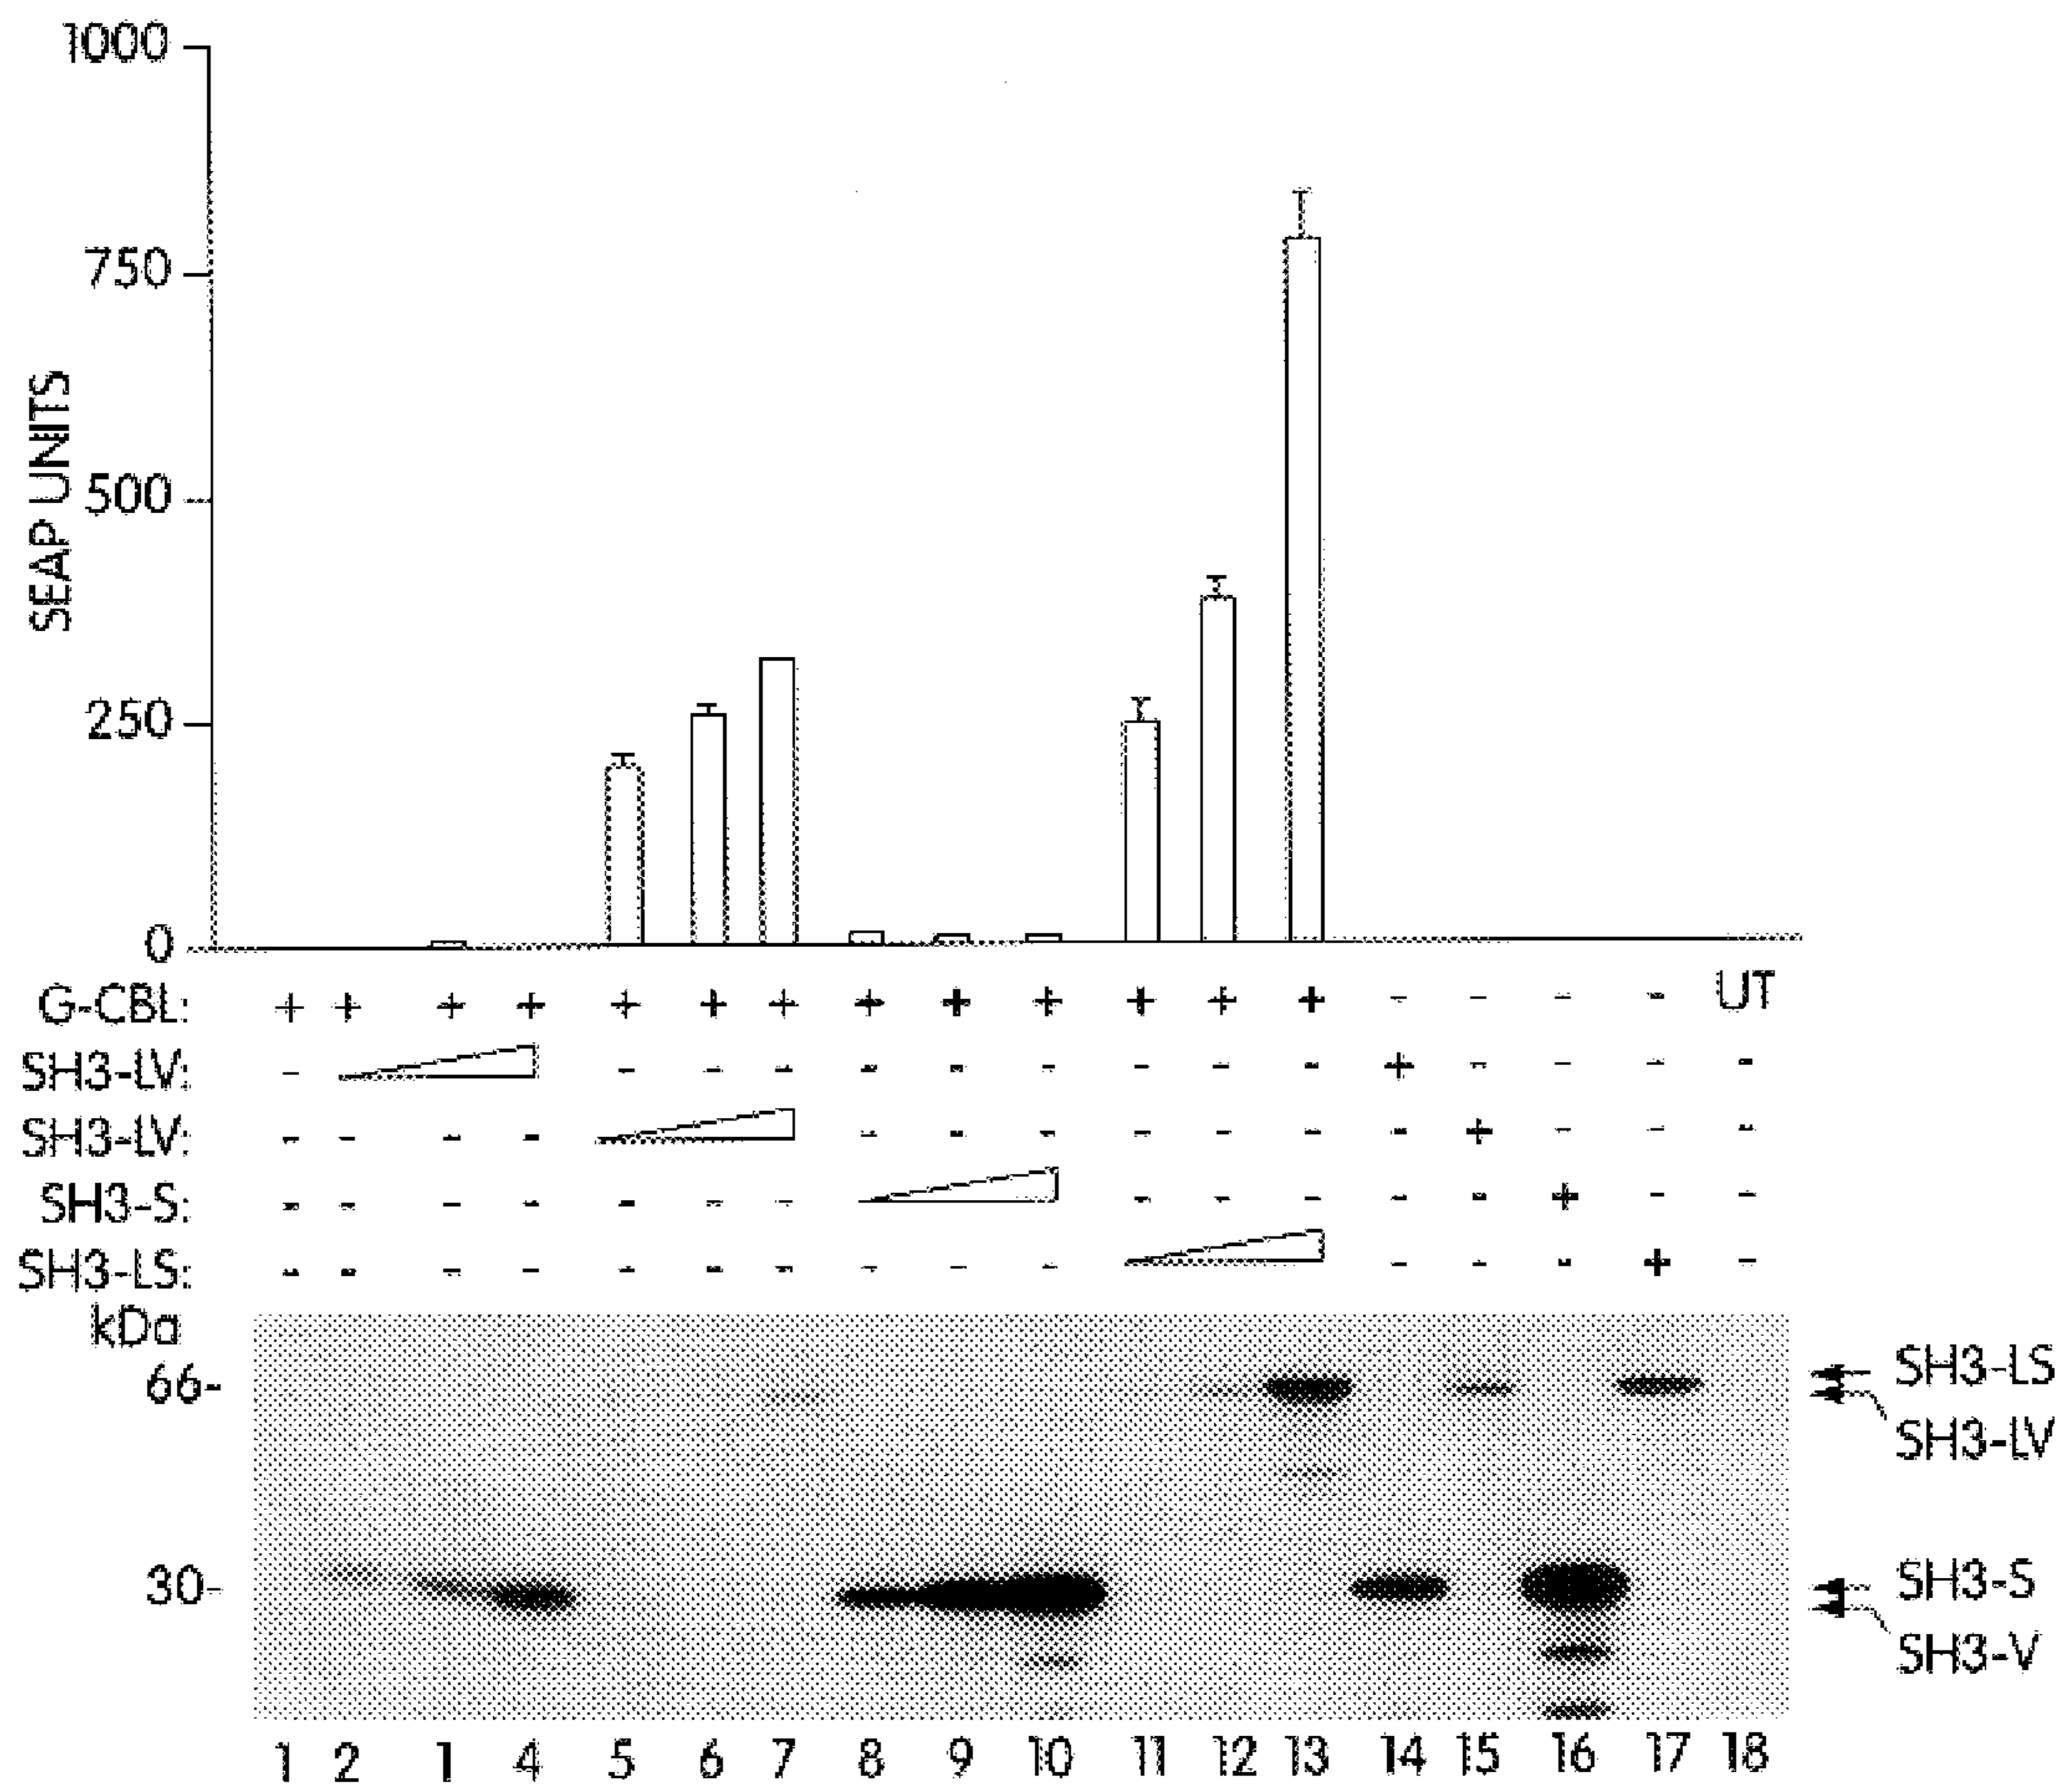 1000
750
500
250
0
SEAP UNITS
G-CBL: + + + + + + + + + + + + + - - - - UT
SH3-LV: - - - - - - - - - - + - - - -
SH3-LV: - - - - - - - - - - - + - - -
SH3-S: - - - - - - - - - - - - + - -
SH3-LS: - - - - - - - - - - - - - + -
kDa
66-
SH3-LS
SH3-LV
30-
SH3-S
SH3-V
1 2 1 4 5 6 7 8 9 10 11 12 13 14 15 16 17 18